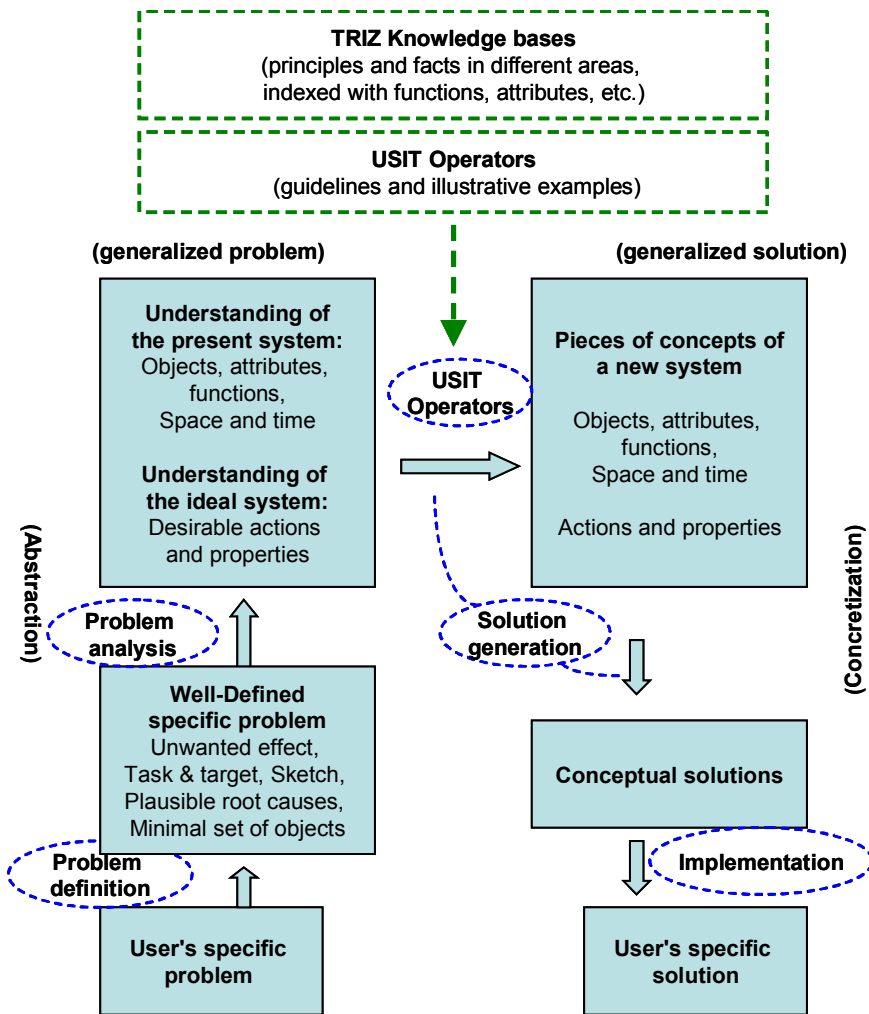 TRIZ Knowledge bases
(principles and facts in different areas,
indexed with functions, attributes, etc.)
USIT Operators
(guidelines and illustrative examples)
(generalized problem)
(generalized solution)
Understanding of
the present system:
Objects, attributes,
functions,
Space and time
Understanding of
the ideal system:
Desirable actions
and properties
USIT
Operators
Pieces of concepts of
a new system
Objects, attributes,
functions,
Space and time
Actions and properties
(Abstraction)
(Concretization)
Problem
analysis
Solution
generation
Well-Defined
specific problem
Unwanted effect,
Task & target, Sketch,
Plausible root causes,
Minimal set of objects
Conceptual solutions
Problem
definition
Implementation
User's specific
problem
User's specific
solution